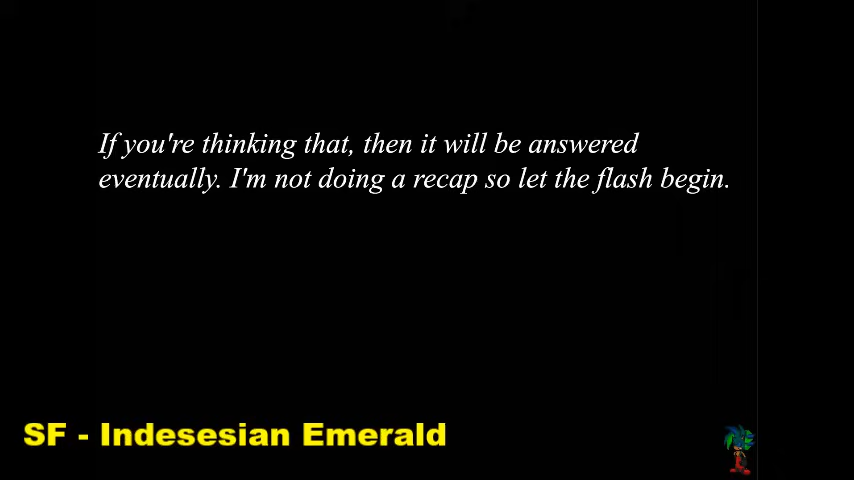 If you're thinking that, then it will be answered
eventually. I'm not doing a recap so let the flash begin.
SF - Indesesian Emerald